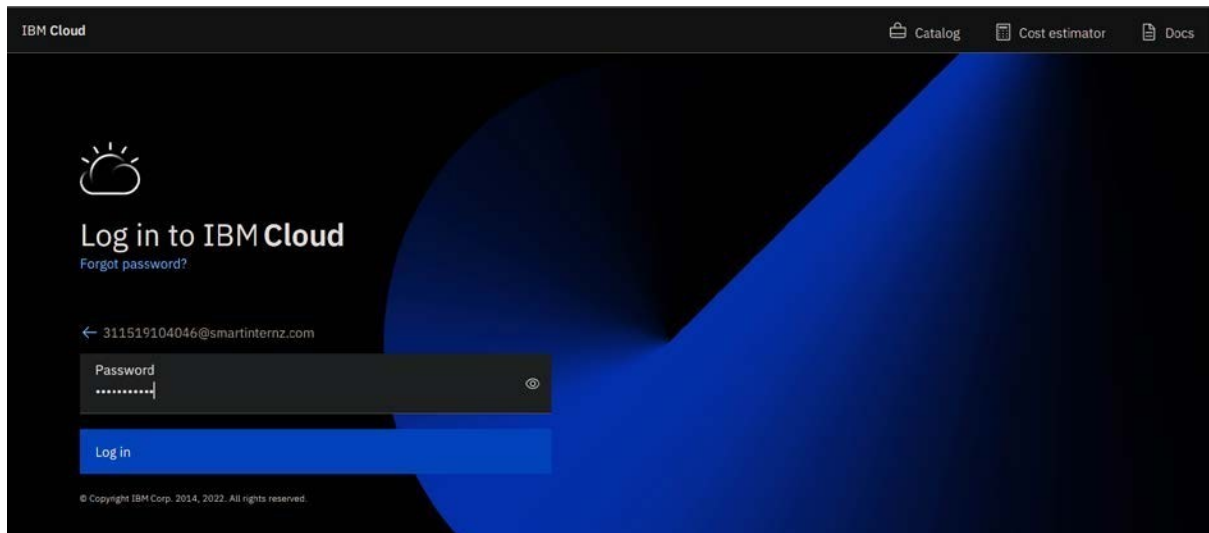 IBM Cloud
Catalog
Cost estimator
Docs
Log in to IBM Cloud
Forgot password?
← 311519104046@smartinternz.com
Password
•••••••••••
Log in
© Copyright IBM Corp. 2014, 2022. All rights reserved.